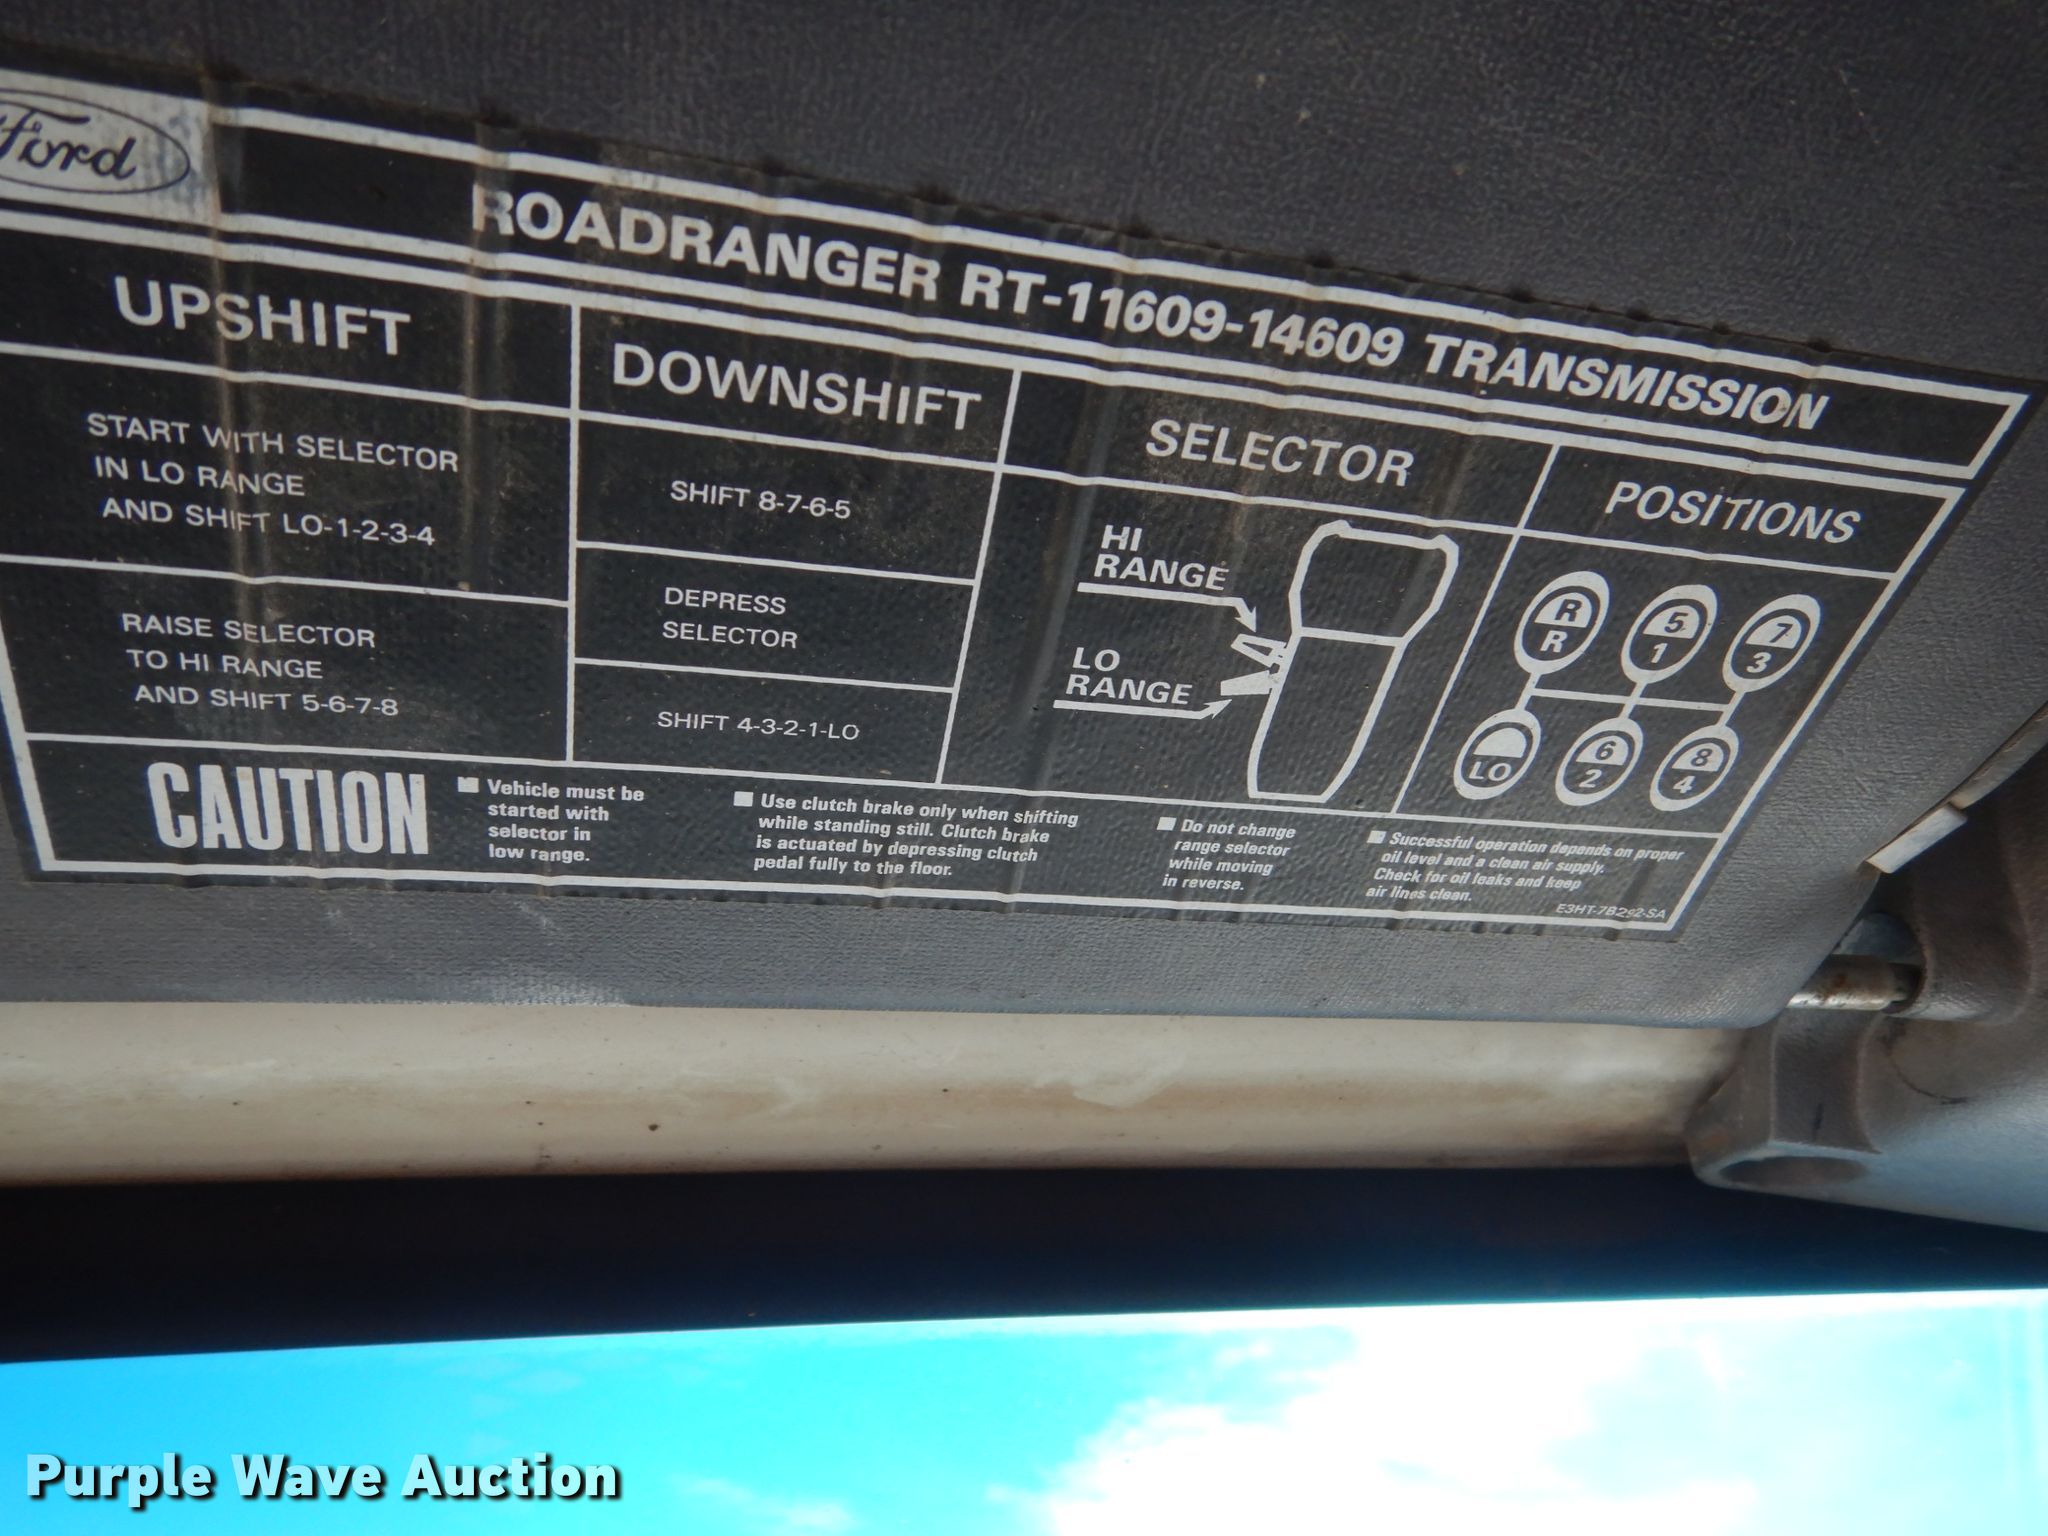 Ford
ROADRANGER RT-11609-14609 TRANSMISSION
UPSHIFT
START WITH SELECTOR
IN LO RANGE
AND SHIFT LO-1-2-3-4
RAISE SELECTOR
TO HI RANGE
AND SHIFT 5-6-7-8
DOWNSHIFT
SHIFT 8-7-6-5
DEPRESS
SELECTOR
SHIFT 4-3-2-1-LO
SELECTOR
HI
RANGE
LO
RANGE
POSITIONS
R 5 7
R 1 3
6 8
LO 2 4
CAUTION
Vehicle must be
started with
selector in
low range.
Use clutch brake only when shifting
while standing still. Clutch brake
is actuated by depressing clutch
pedal fully to the floor.
Do not change
range selector
while moving
in reverse.
Successful operation depends on proper
oil level and a clean air supply.
Check for oil leaks and keep
air lines clean.
E3HT-7B292-SA
Purple Wave Auction